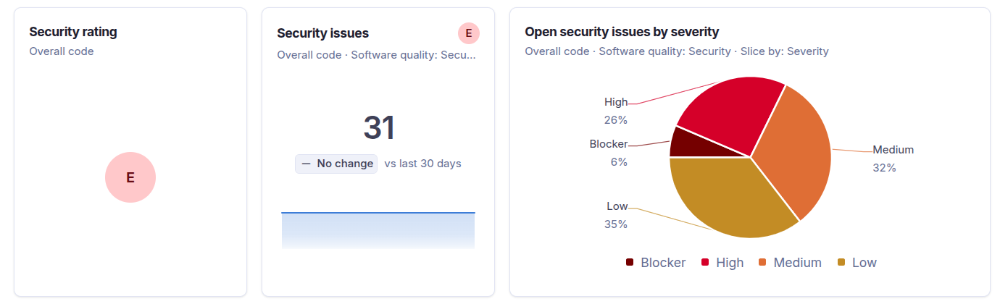 Security rating
Overall code
E
Security issues
E
Overall code · Software quality: Secu...
31
— No change vs last 30 days
Open security issues by severity
Overall code · Software quality: Security · Slice by: Severity
High
26%
Blocker
6%
Medium
32%
Low
35%
Blocker High Medium Low